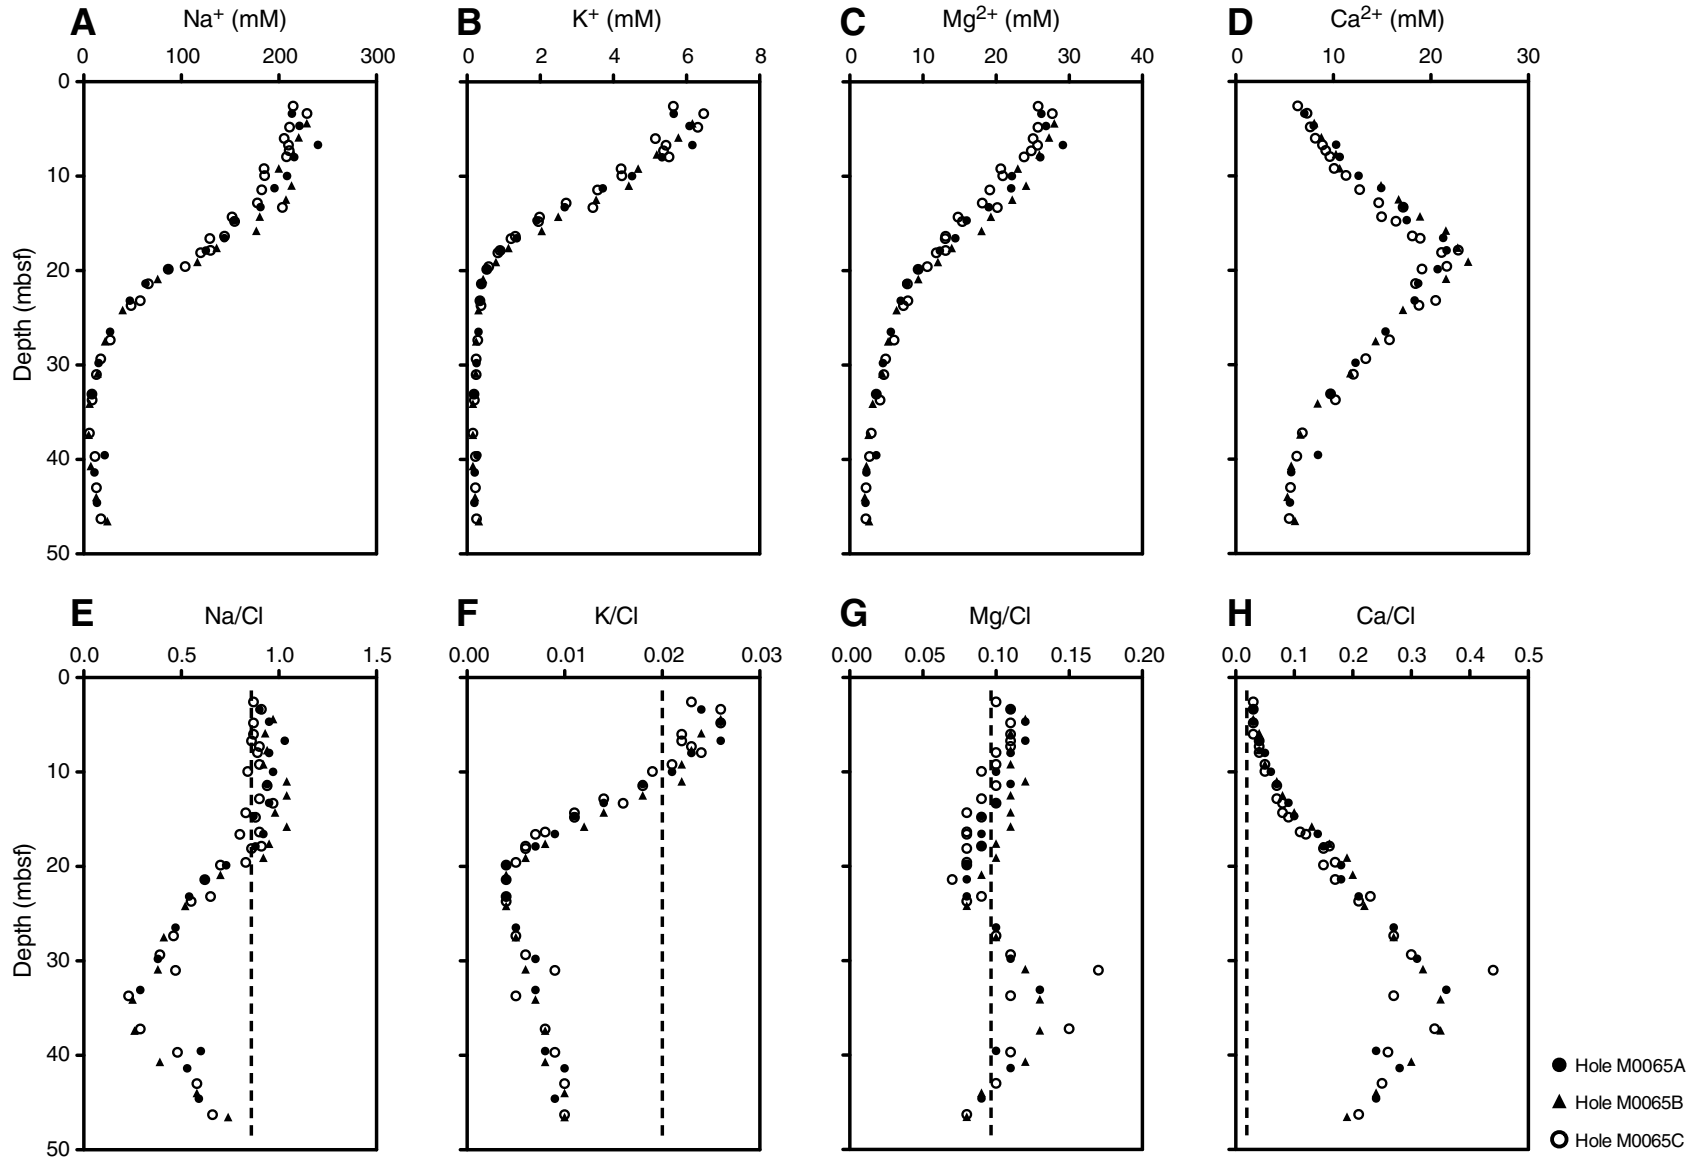 A Na+ (mM) B K+ (mM) C Mg2+ (mM) D Ca2+ (mM)
0 100 200 300 0 2 4 6 8 0 10 20 30 40 0 10 20 30
0
10
20
30
40
50
Depth (mbsf)
E Na/Cl F K/Cl G Mg/Cl H Ca/Cl
0.0 0.5 1.0 1.5 0.00 0.01 0.02 0.03 0.00 0.05 0.10 0.15 0.20 0.0 0.1 0.2 0.3 0.4 0.5
0
10
20
30
40
50
Depth (mbsf)
Hole M0065A
Hole M0065B
Hole M0065C